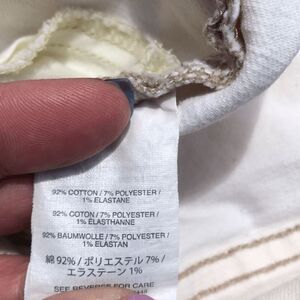 92% COTTON / 7% POLYESTER /
1% ELASTANE
92% COTON / 7% POLYESTER /
1% ELASTHANNE
92% BAUMWOLLE / 7% POLYESTER /
1% ELASTAN
綿 92% / ポリエステル 7% /
エラステーン 1%
SEE REVERSE FOR CARE